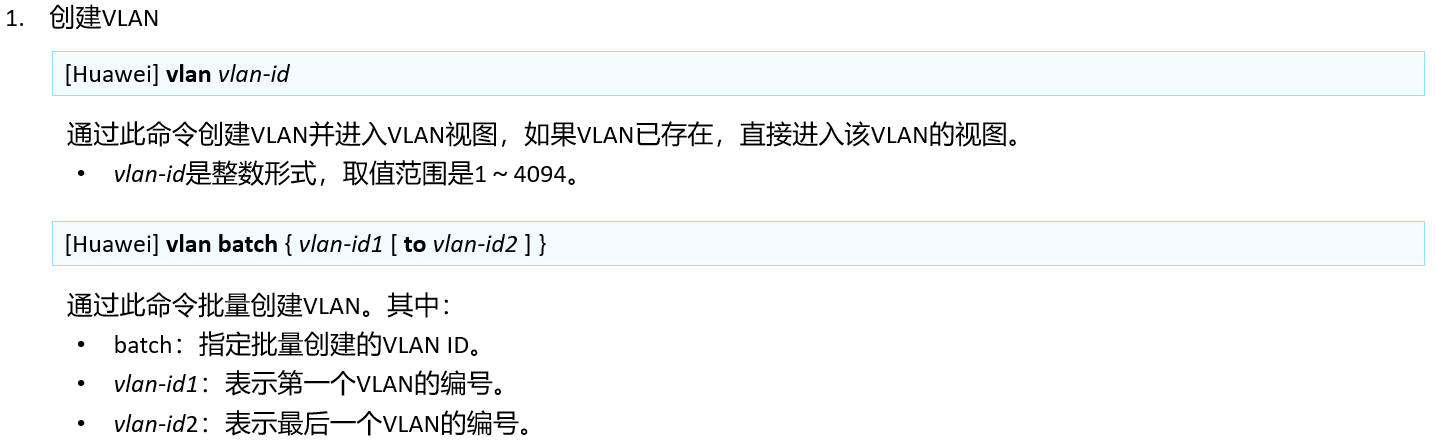 1. 创建VLAN
[Huawei] vlan vlan-id
通过此命令创建VLAN并进入VLAN视图，如果VLAN已存在，直接进入该VLAN的视图。
• vlan-id是整数形式，取值范围是1～4094。
[Huawei] vlan batch { vlan-id1 [ to vlan-id2 ] }
通过此命令批量创建VLAN。其中：
• batch：指定批量创建的VLAN ID。
• vlan-id1：表示第一个VLAN的编号。
• vlan-id2：表示最后一个VLAN的编号。